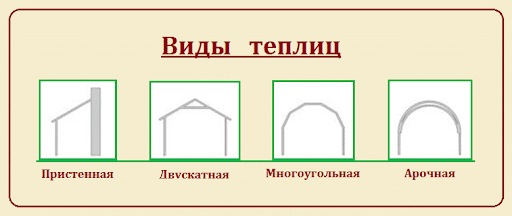 Виды теплиц
Пристенная Двускатная Многоугольная Арочная